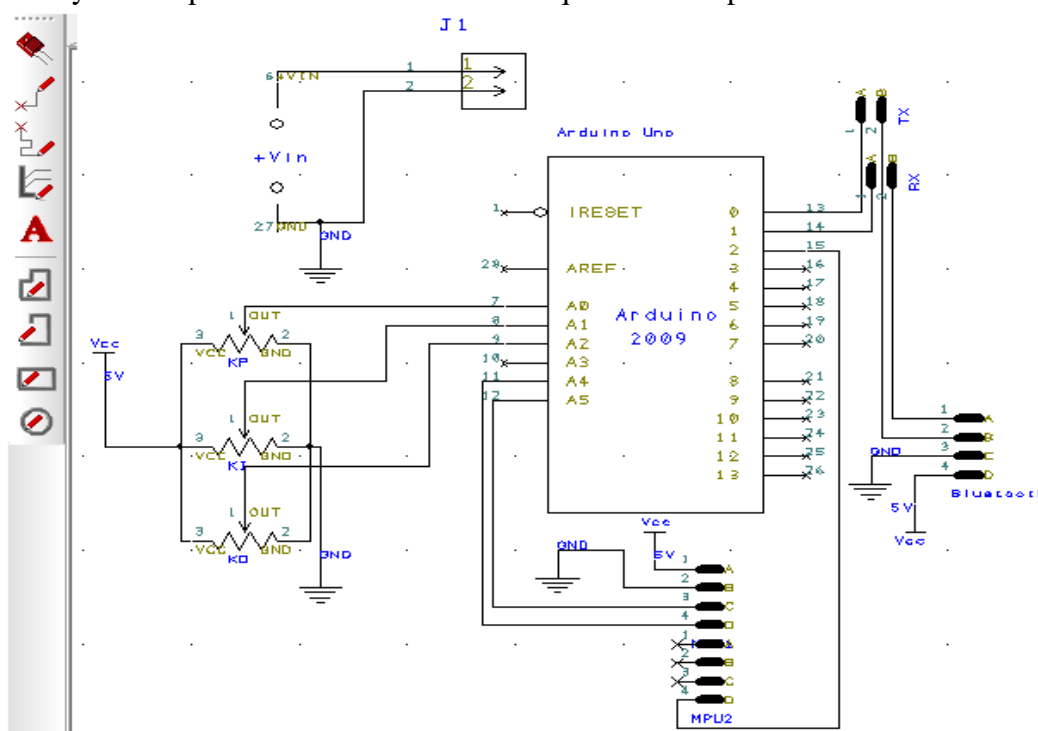 J1
1
2
1
2
6 +VIN
+Vin
27 GND
GND
Arduino Uno
A
B
TX
1
2
A
B
RX
1 IRESET
28 AREF
7 A0
8 A1
9 A2
10 A3
11 A4
12 A5
Arduino
2009
0 13
1 14
2 15
3 16
4 17
5 18
6 19
7 20
8 21
9 22
10 23
11 24
12 25
13 26
Vcc
5V
1 OUT
3 2
VCC GND
KP
1 OUT
3 2
VCC GND
KI
1 OUT
3 2
VCC GND
KD
GND
1 A
2 B
3 C
4 D
GND
5V
Vcc
Vcc
5V
GND
1 A
2 B
3 C
4 D
1 A
2 B
3 C
4 D
MPU2